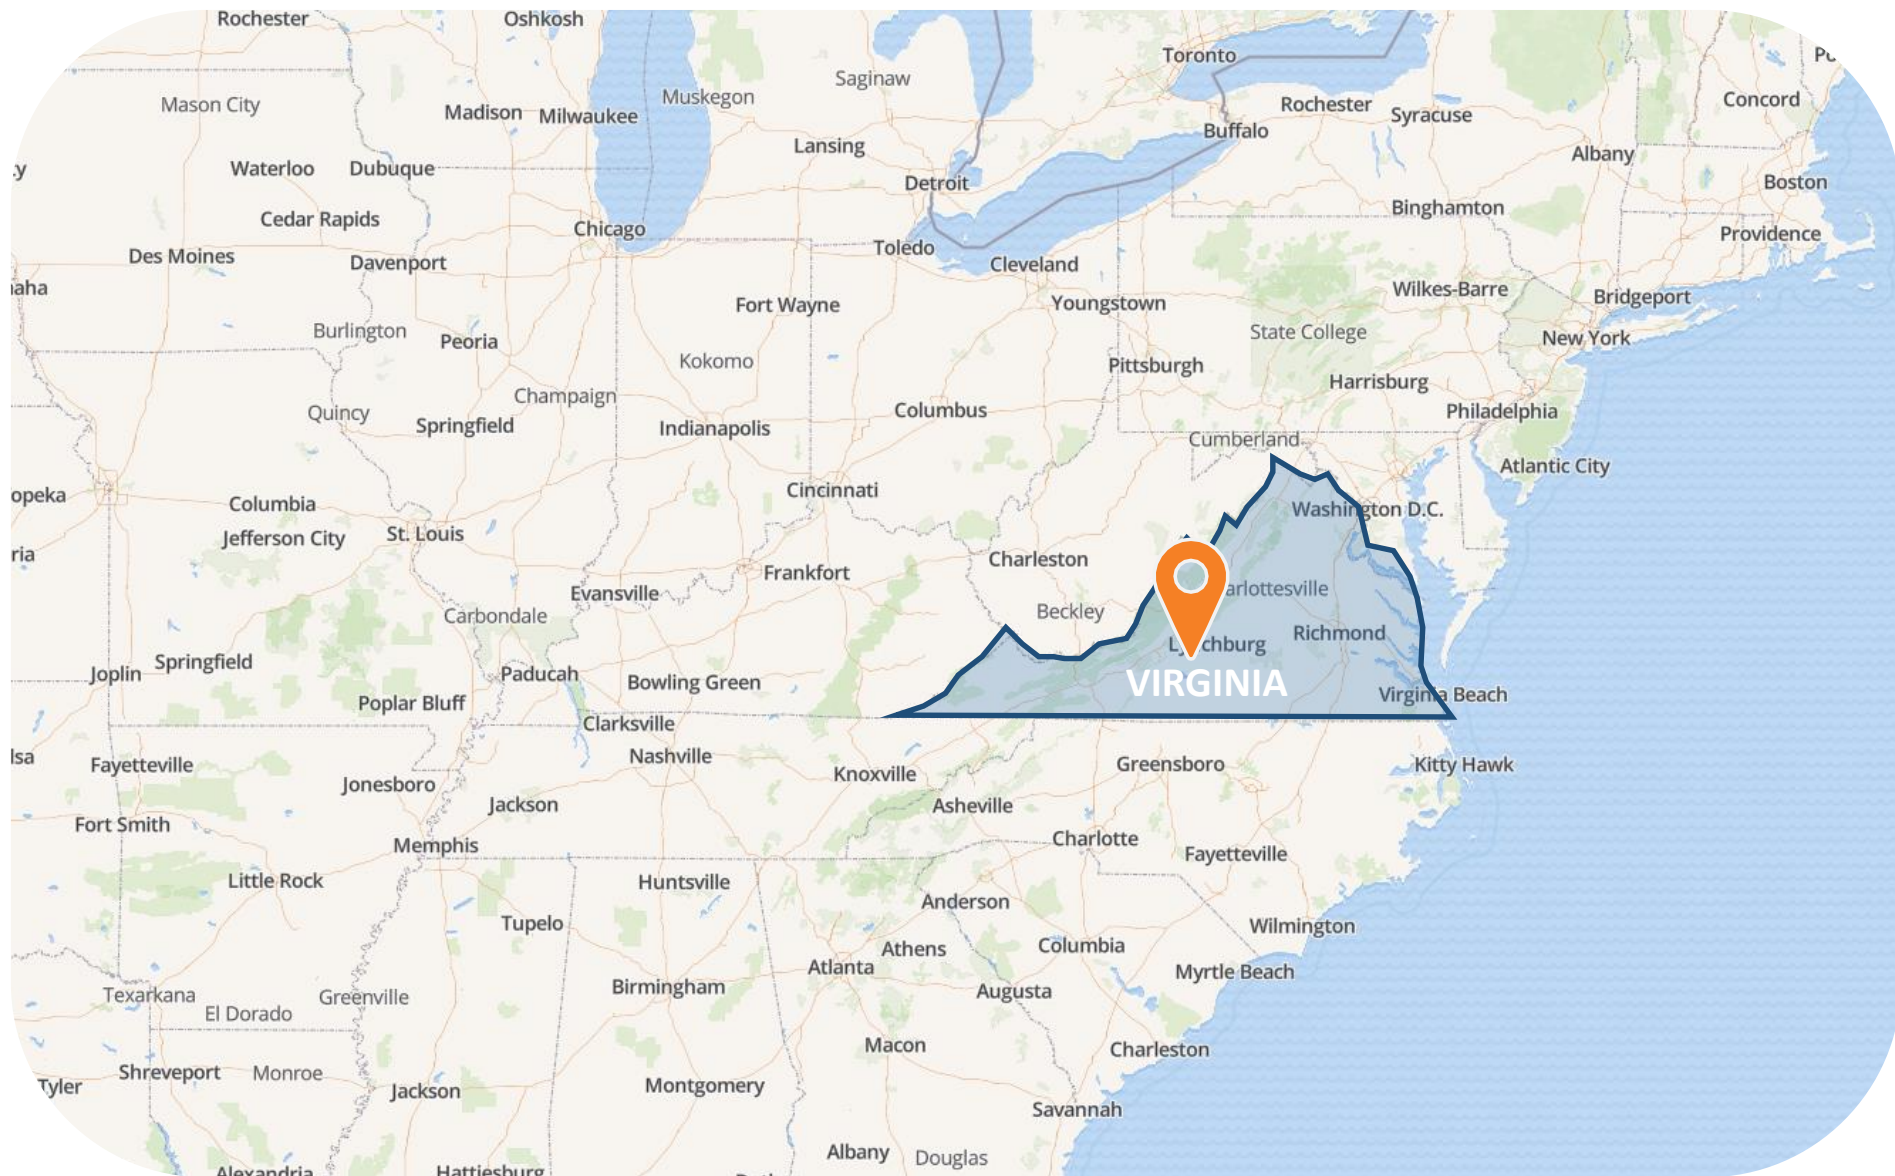 Rochester
Oshkosh
Toronto
Saginaw
Mason City
Madison
Milwaukee
Muskegon
Rochester
Syracuse
Concord
Buffalo
Lansing
Albany
Waterloo
Dubuque
Detroit
Boston
Cedar Rapids
Chicago
Binghamton
Providence
Des Moines
Davenport
Toledo
Cleveland
Wilkes-Barre
Bridgeport
Youngstown
Fort Wayne
Burlington
Peoria
State College
New York
Kokomo
Pittsburgh
Harrisburg
Champaign
Quincy
Springfield
Columbus
Philadelphia
Indianapolis
Cumberland
Atlantic City
Cincinnati
Columbia
Washington D.C.
Jefferson City
St. Louis
Charleston
Frankfort
Evansville
arlottesville
Carbondale
Beckley
Richmond
Lynchburg
Joplin
Springfield
Paducah
Bowling Green
VIRGINIA
Virginia Beach
Poplar Bluff
Clarksville
Nashville
Fayetteville
Jonesboro
Knoxville
Greensboro
Kitty Hawk
Jackson
Asheville
Fort Smith
Memphis
Charlotte
Fayetteville
Little Rock
Huntsville
Anderson
Tupelo
Wilmington
Athens
Columbia
Atlanta
Myrtle Beach
Texarkana
El Dorado
Greenville
Birmingham
Augusta
Macon
Charleston
Shreveport
Monroe
Tyler
Jackson
Montgomery
Savannah
Albany
Douglas
Alexandria
Hattiesburg